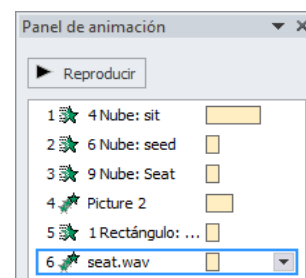 Panel de animación
Reproducir
1 4 Nube: sit
2 6 Nube: seed
3 9 Nube: Seat
4 Picture 2
5 1 Rectángulo: ...
6 seat.wav